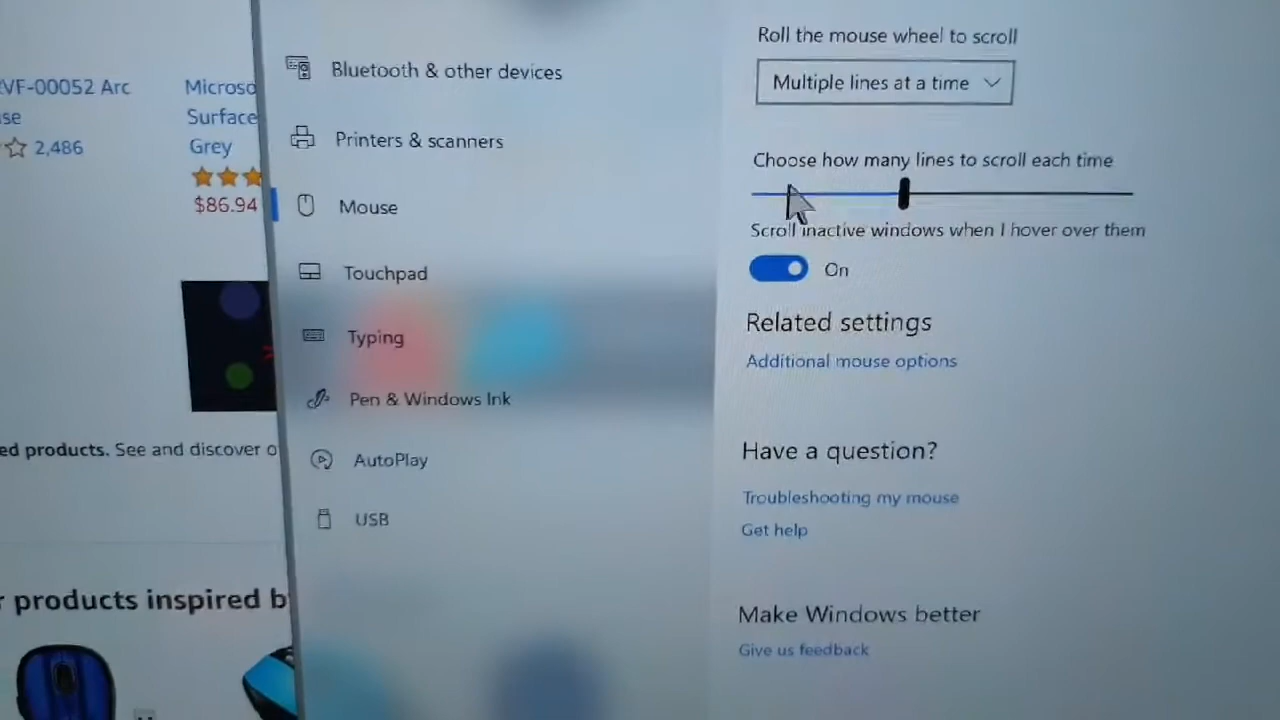 VF-00052 Arc
se
2,486
Microso
Surface
Grey
$86.94
ed products. See and discover o
r products inspired b
Bluetooth & other devices
Printers & scanners
Mouse
Touchpad
Typing
Pen & Windows Ink
AutoPlay
USB
Roll the mouse wheel to scroll
Multiple lines at a time
Choose how many lines to scroll each time
Scroll inactive windows when I hover over them
On
Related settings
Additional mouse options
Have a question?
Troubleshooting my mouse
Get help
Make Windows better
Give us feedback